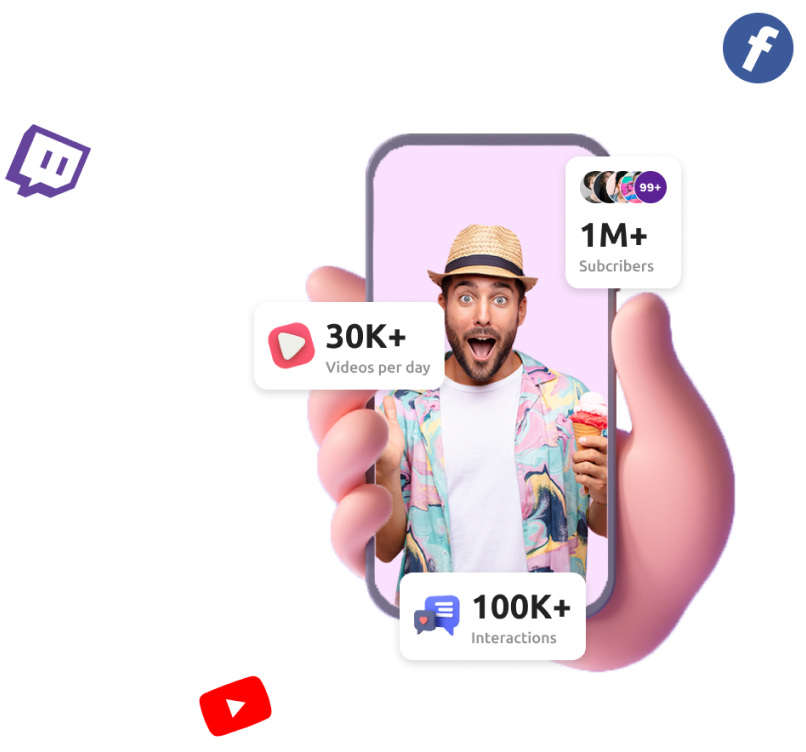 99+
1M+
Subcribers
30K+
Videos per day
100K+
Interactions